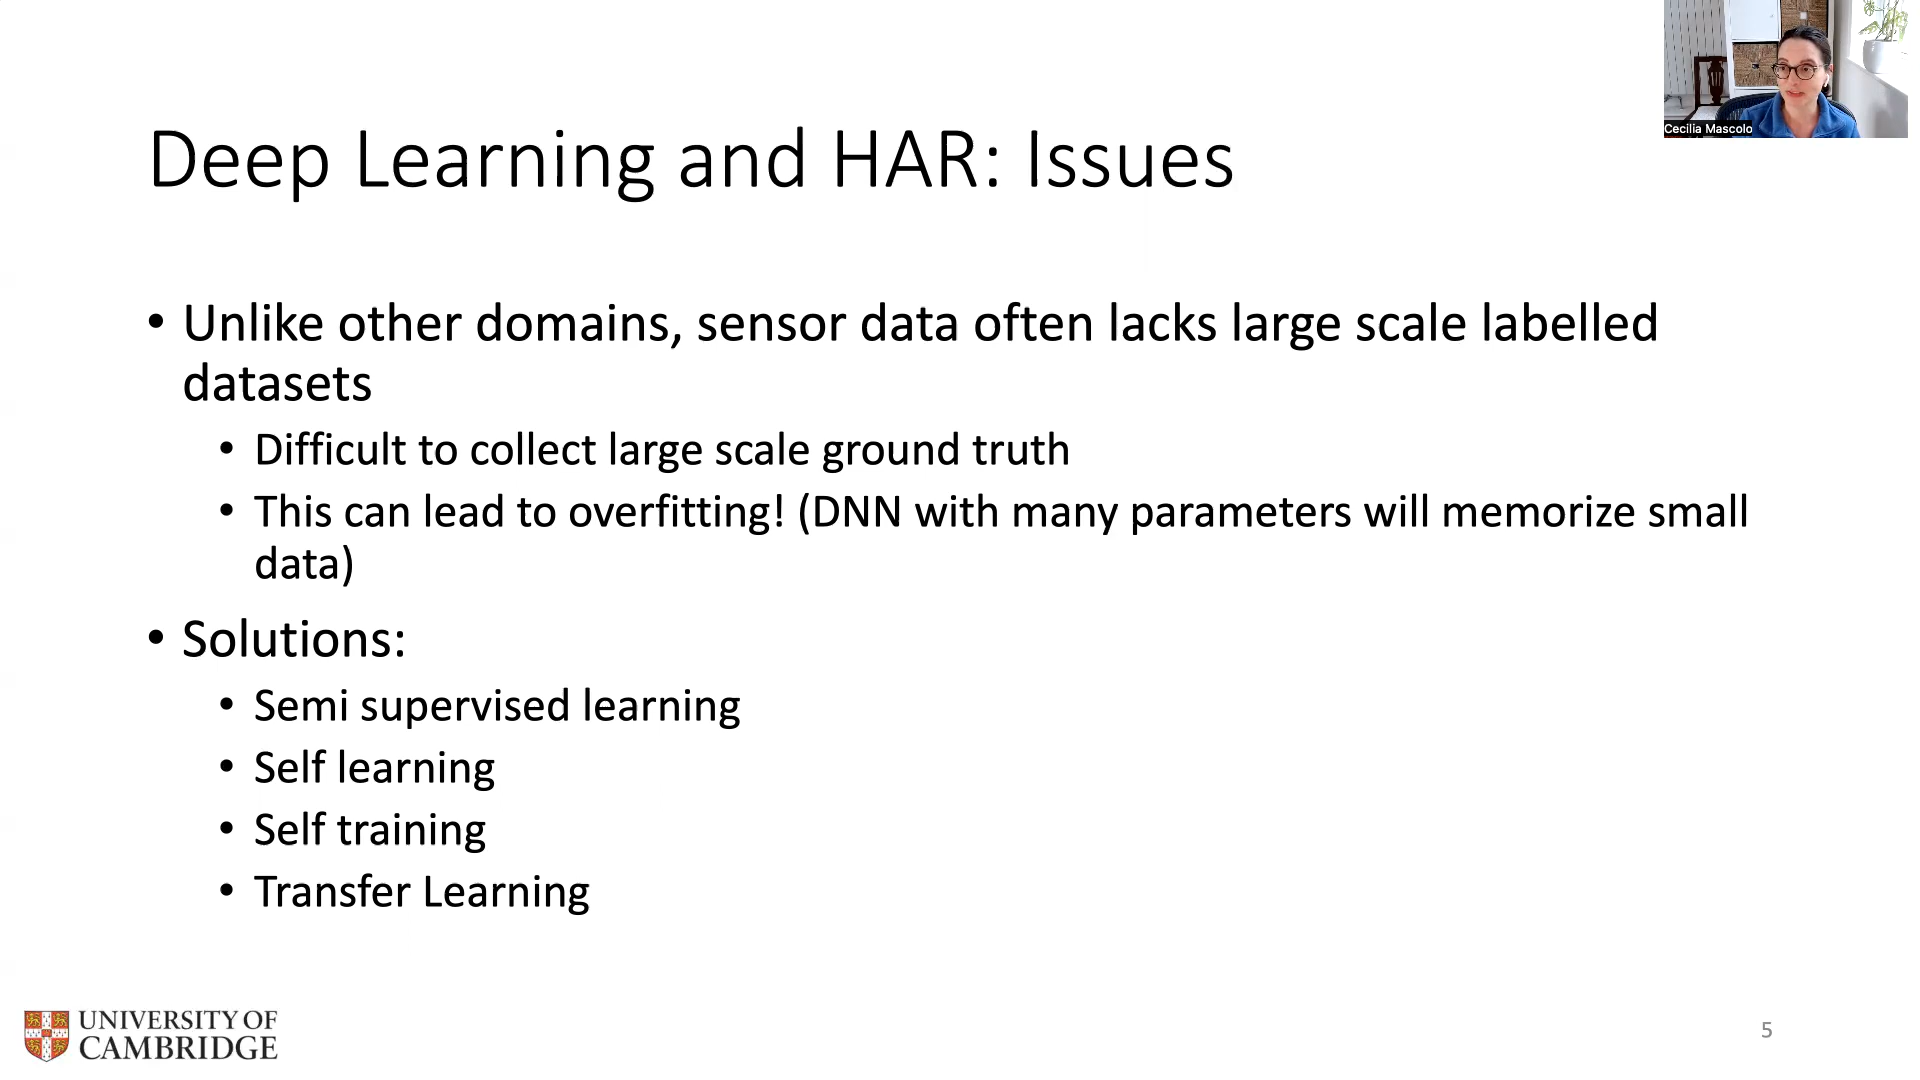 Cecilia Mascolo
Deep Learning and HAR: Issues
• Unlike other domains, sensor data often lacks large scale labelled
datasets
• Difficult to collect large scale ground truth
• This can lead to overfitting! (DNN with many parameters will memorize small
data)
• Solutions:
• Semi supervised learning
• Self learning
• Self training
• Transfer Learning
UNIVERSITY OF
CAMBRIDGE
5